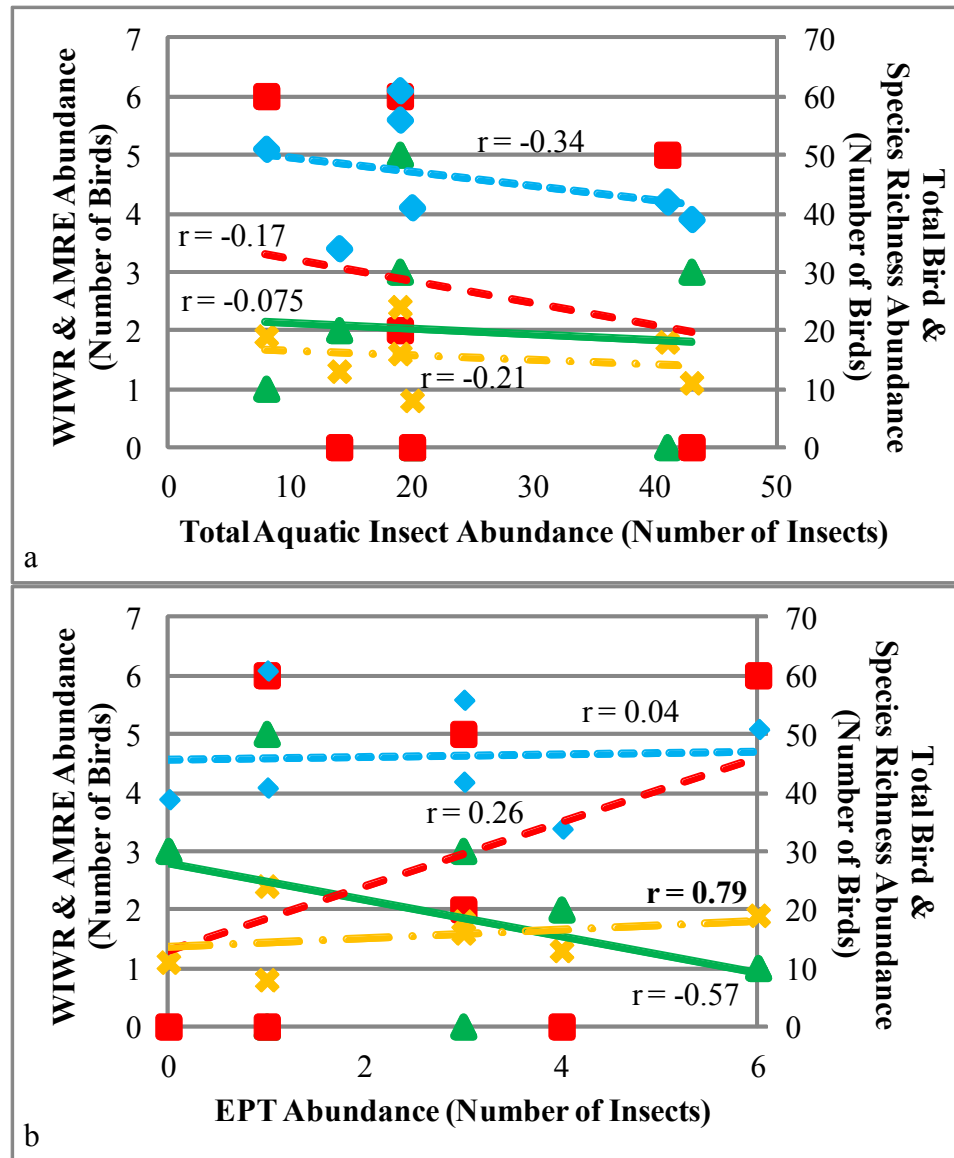 7
6
5
4
3
2
1
0
WIWR & AMRE Abundance
(Number of Birds)
70
60
50
40
30
20
10
0
Total Bird &
Species Richness Abundance
(Number of Birds)
r = -0.34
r = -0.17
r = -0.075
r = -0.21
0 10 20 30 40 50
Total Aquatic Insect Abundance (Number of Insects)
a
7
6
5
4
3
2
1
0
WIWR & AMRE Abundance
(Number of Birds)
70
60
50
40
30
20
10
0
Total Bird &
Species Richness Abundance
(Number of Birds)
r = 0.04
r = 0.26
r = 0.79
r = -0.57
0 2 4 6
EPT Abundance (Number of Insects)
b